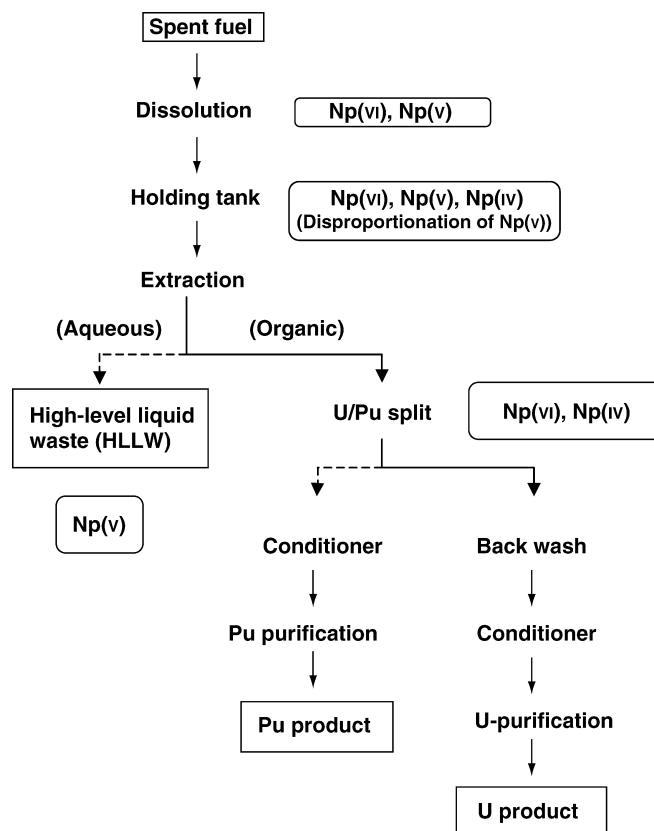 Spent fuel
Dissolution
Np(VI), Np(V)
Holding tank
Np(VI), Np(V), Np(IV)
(Disproportionation of Np(V))
Extraction
(Aqueous)
(Organic)
High-level liquid
waste (HLLW)
U/Pu split
Np(VI), Np(IV)
Np(V)
Conditioner
Back wash
Pu purification
Conditioner
Pu product
U-purification
U product